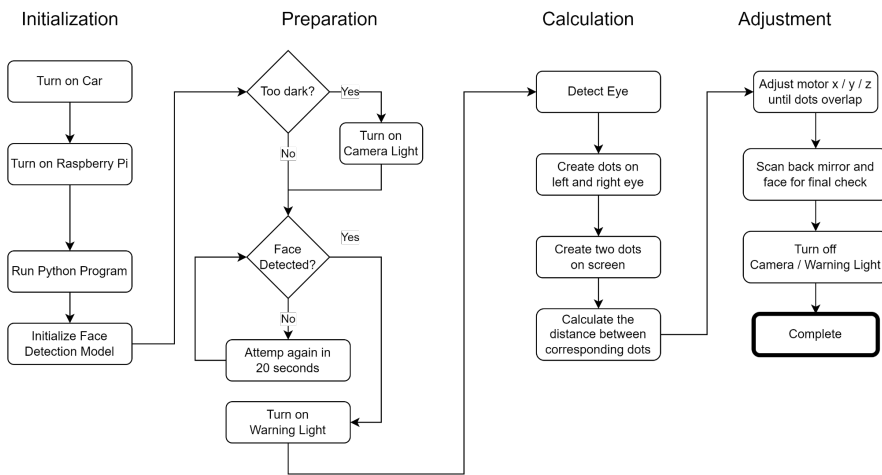 Initialization
Turn on Car
Turn on Raspberry Pi
Run Python Program
Initialize Face
Detection Model
Preparation
Too dark?
Yes
No
Turn on
Camera Light
Face
Detected?
Yes
No
Attemp again in
20 seconds
Turn on
Warning Light
Calculation
Detect Eye
Create dots on
left and right eye
Create two dots
on screen
Calculate the
distance between
corresponding dots
Adjustment
Adjust motor x / y / z
until dots overlap
Scan back mirror and
face for final check
Turn off
Camera / Warning Light
Complete